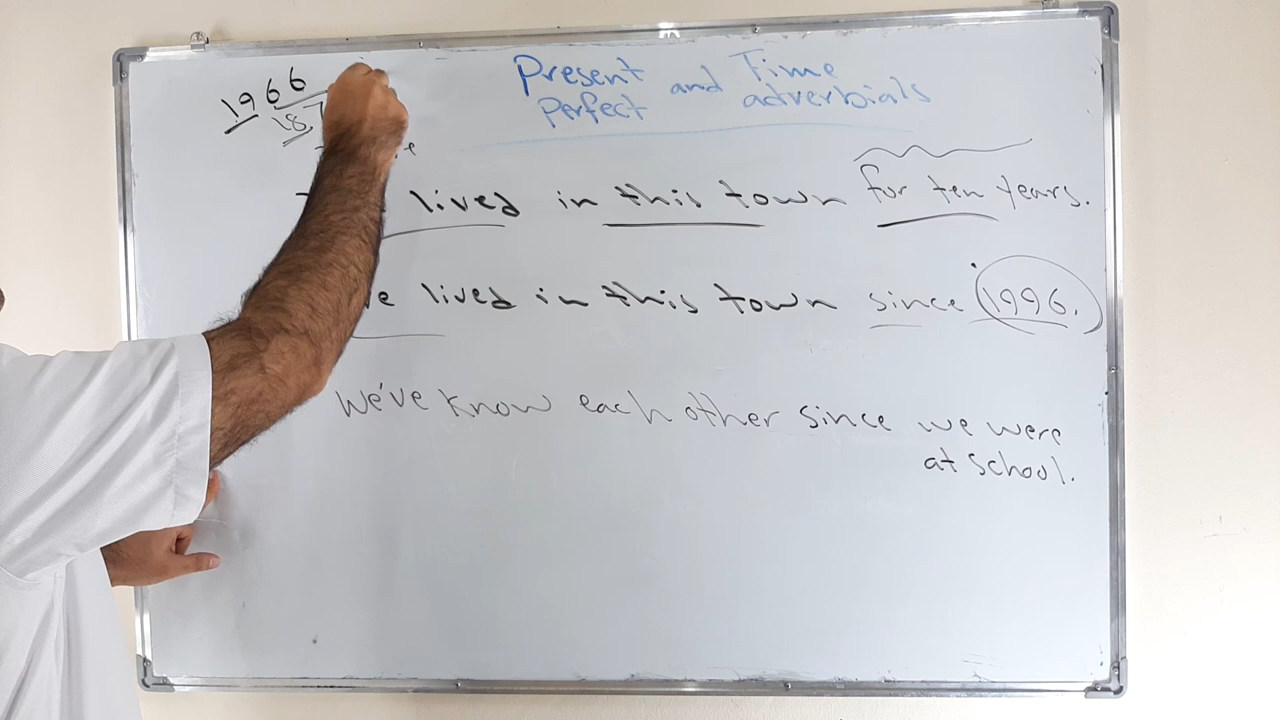 Present and Time
perfect adverbials
1966
18
lived in this town for ten years.
lived in this town since 1996.
we've know each other since we were
at school.